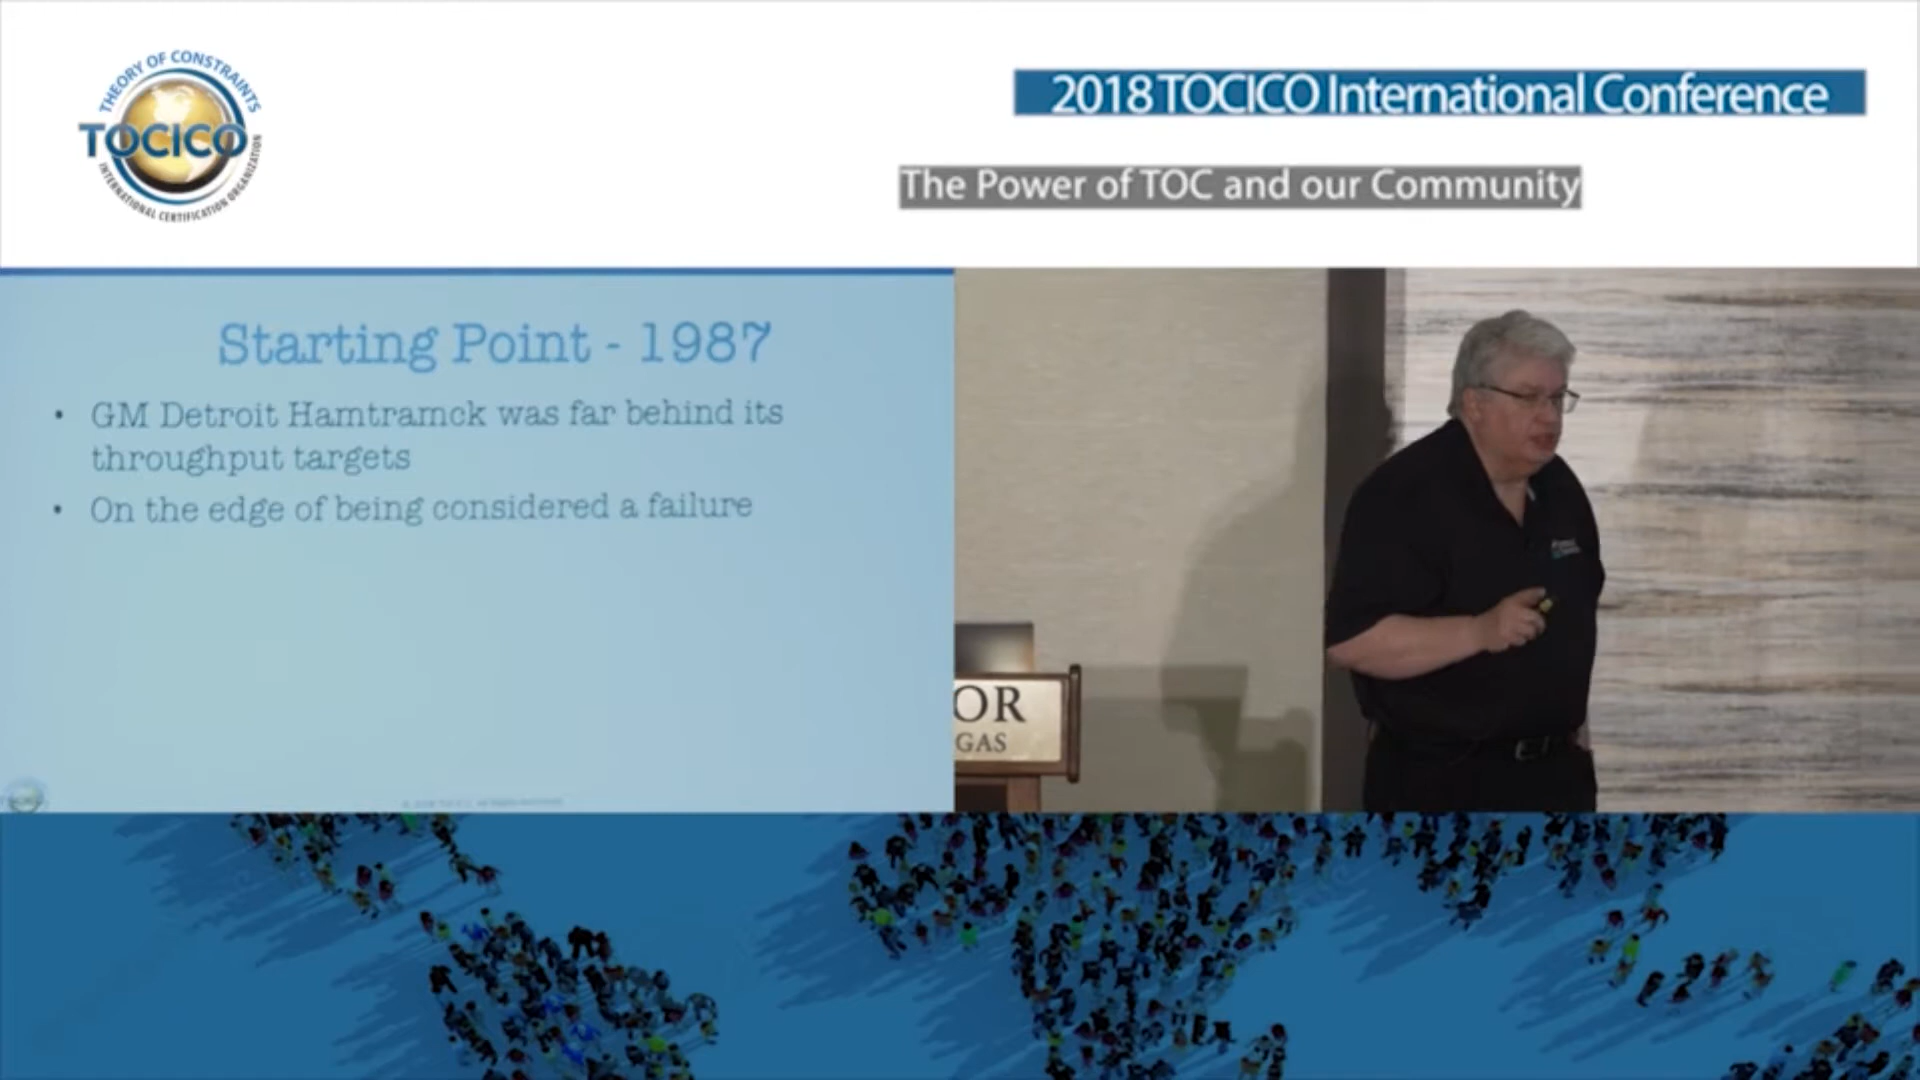 THEORY OF CONSTRAINTS
TOCICO
INTERNATIONAL CERTIFICATION ORGANIZATION
2018 TOCICO International Conference
The Power of TOC and our Community
Starting Point - 1987
• GM Detroit Hamtramck was far behind its
throughput targets
• On the edge of being considered a failure
OR
GAS